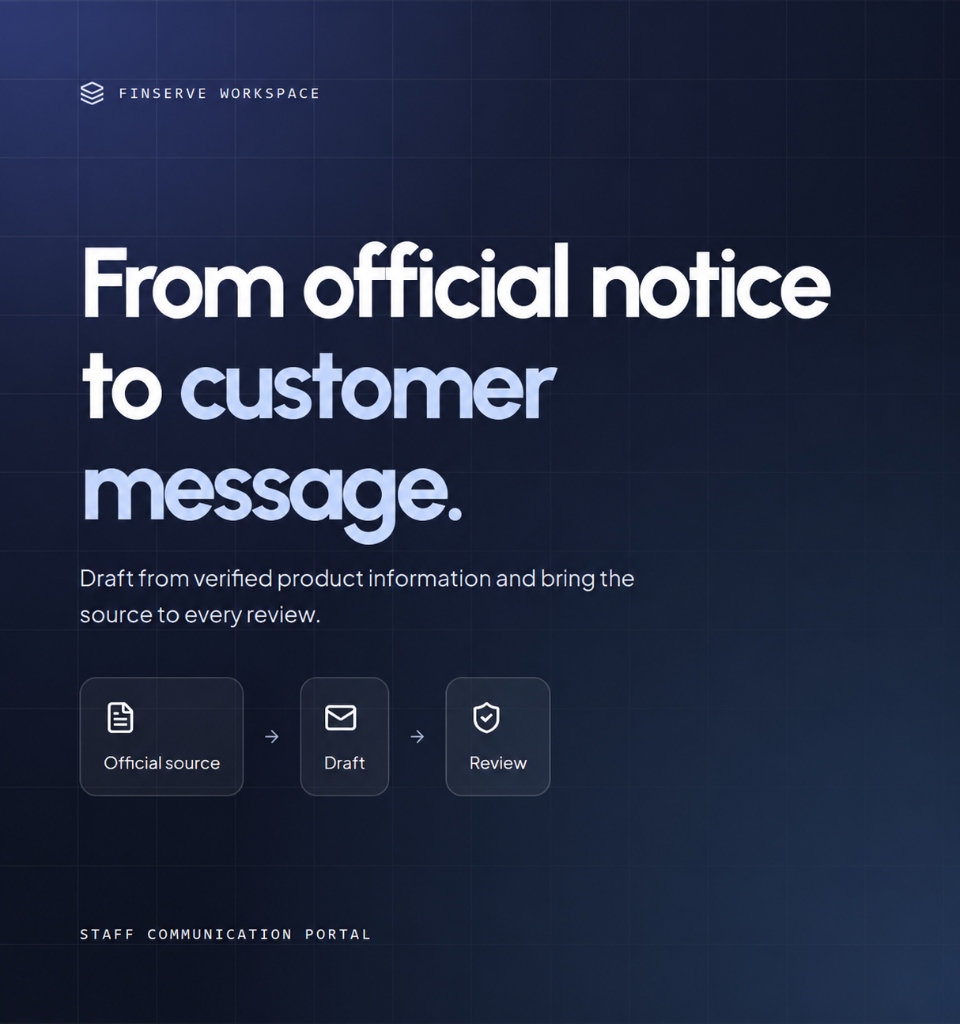 FINSERVE WORKSPACE
From official notice
to customer
message.
Draft from verified product information and bring the
source to every review.
Official source
Draft
Review
STAFF COMMUNICATION PORTAL